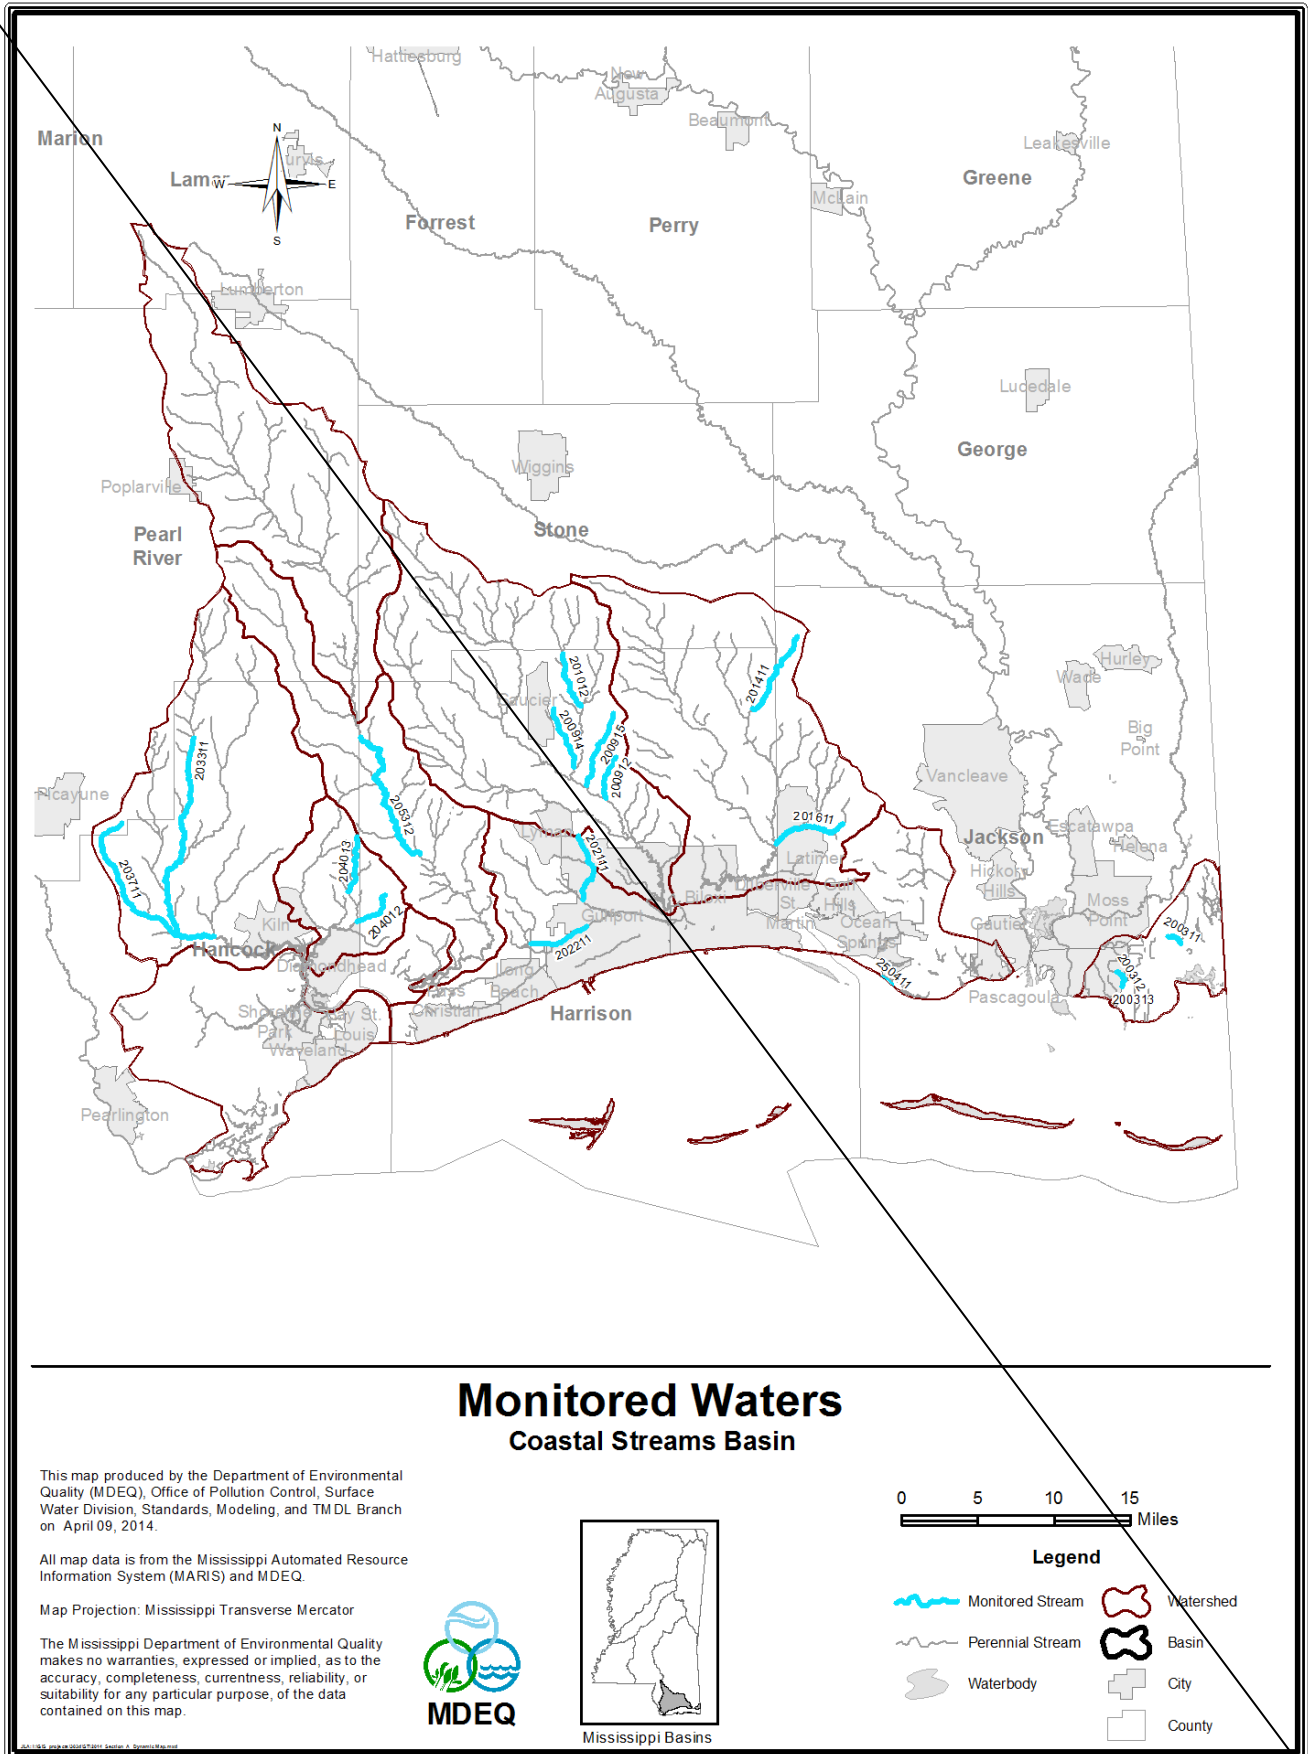 Hattiesburg
New
Augusta
Beaumont
Marion
N
Leakesville
Lamar
W
E
S
Greene
McLain
Forrest
Perry
Lumberton
Lucedale
George
Wiggins
Poplarville
Stone
Pearl
River
Hurley
Wade
201012
201411
Saucier
200914
200915
200912
Big
Point
203311
Vancleave
Picayune
205312
201611
Escatawpa
Jackson
Helena
Lyman
202111
204013
Latimer
203711
Hickory
Hills
Moss
Point
D'Iberville
St.
Martin
Gulf
Hills
Biloxi
Gulfport
Ocean
Springs
Gautier
200311
Kiln
204012
Hancock
202211
Diamondhead
Long
Beach
250411
200312
200313
Pascagoula
Pass
Christian
Shoreline
Park
Bay St.
Louis
Waveland
Harrison
Pearlington
Monitored Waters
Coastal Streams Basin
This map produced by the Department of Environmental
Quality (MDEQ), Office of Pollution Control, Surface
Water Division, Standards, Modeling, and TMDL Branch
on April 09, 2014.
All map data is from the Mississippi Automated Resource
Information System (MARIS) and MDEQ.
Map Projection: Mississippi Transverse Mercator
The Mississippi Department of Environmental Quality
makes no warranties, expressed or implied, as to the
accuracy, completeness, currentness, reliability, or
suitability for any particular purpose, of the data
contained on this map.
MDEQ
Mississippi Basins
0 5 10 15
Miles
Legend
Monitored Stream
Watershed
Perennial Stream
Basin
Waterbody
City
County